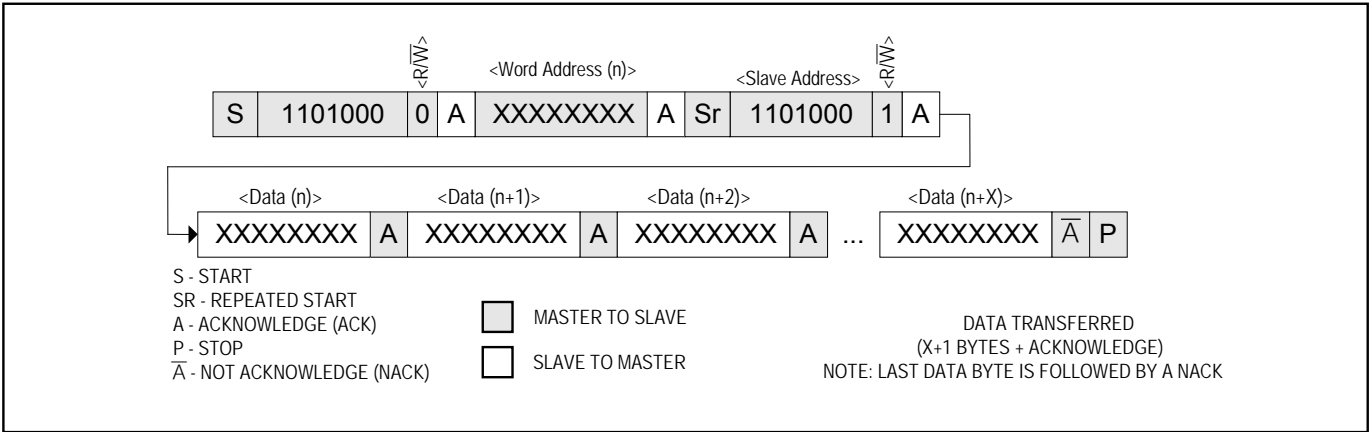 <R/W̅> <Word Address (n)> <Slave Address> <R/W̅>
S 1101000 0 A XXXXXXXX A Sr 1101000 1 A
<Data (n)> <Data (n+1)> <Data (n+2)> <Data (n+X)>
XXXXXXXX A XXXXXXXX A XXXXXXXX A ... XXXXXXXX A̅ P
S - START
SR - REPEATED START
A - ACKNOWLEDGE (ACK)
P - STOP
A̅ - NOT ACKNOWLEDGE (NACK)
MASTER TO SLAVE
SLAVE TO MASTER
DATA TRANSFERRED
(X+1 BYTES + ACKNOWLEDGE)
NOTE: LAST DATA BYTE IS FOLLOWED BY A NACK